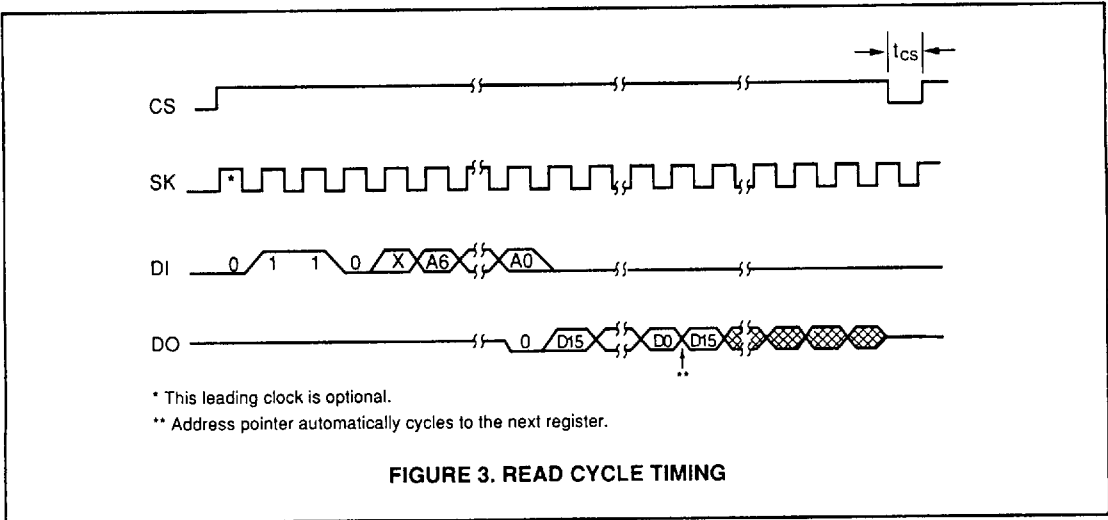 tCS
CS
SK *
DI 0 1 1 0 X A6 A0
DO 0 D15 D0 D15
**
* This leading clock is optional.
** Address pointer automatically cycles to the next register.
FIGURE 3. READ CYCLE TIMING